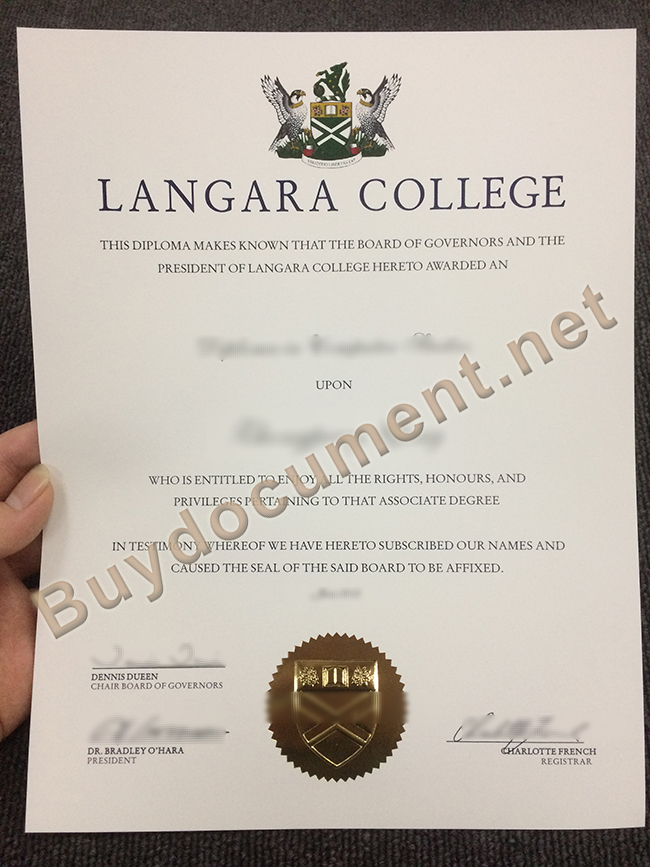 LANGARA COLLEGE
THIS DIPLOMA MAKES KNOWN THAT THE BOARD OF GOVERNORS AND THE
PRESIDENT OF LANGARA COLLEGE HERETO AWARDED AN
UPON
WHO IS ENTITLED TO ENJOY ALL THE RIGHTS, HONOURS, AND
PRIVILEGES PERTAINING TO THAT ASSOCIATE DEGREE
IN TESTIMONY WHEREOF WE HAVE HERETO SUBSCRIBED OUR NAMES AND
CAUSED THE SEAL OF THE SAID BOARD TO BE AFFIXED.
Buydocument.net
DENNIS DUEEN
CHAIR BOARD OF GOVERNORS
DR. BRADLEY O'HARA
PRESIDENT
CHARLOTTE FRENCH
REGISTRAR